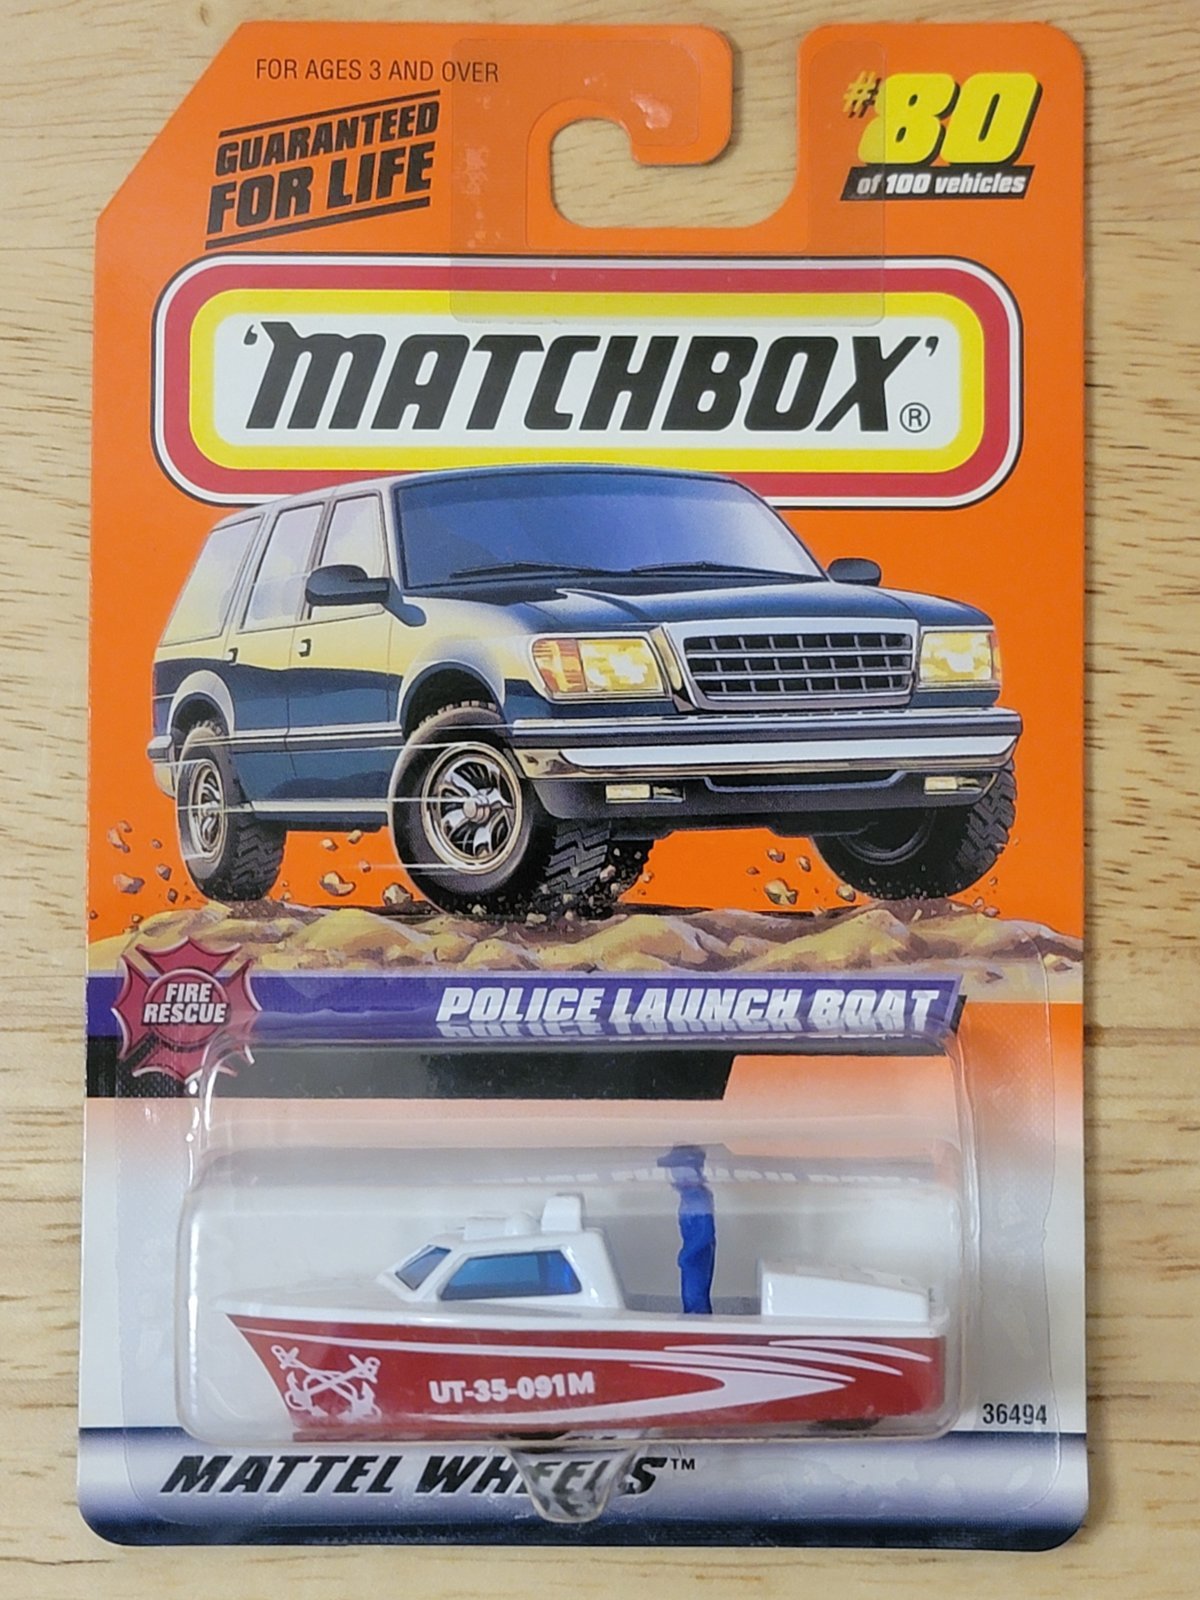 FOR AGES 3 AND OVER
GUARANTEED
FOR LIFE
#80
of 100 vehicles
'MATCHBOX'®
FIRE
RESCUE
POLICE LAUNCH BOAT
UT-35-091M
36494
MATTEL WHEELS™